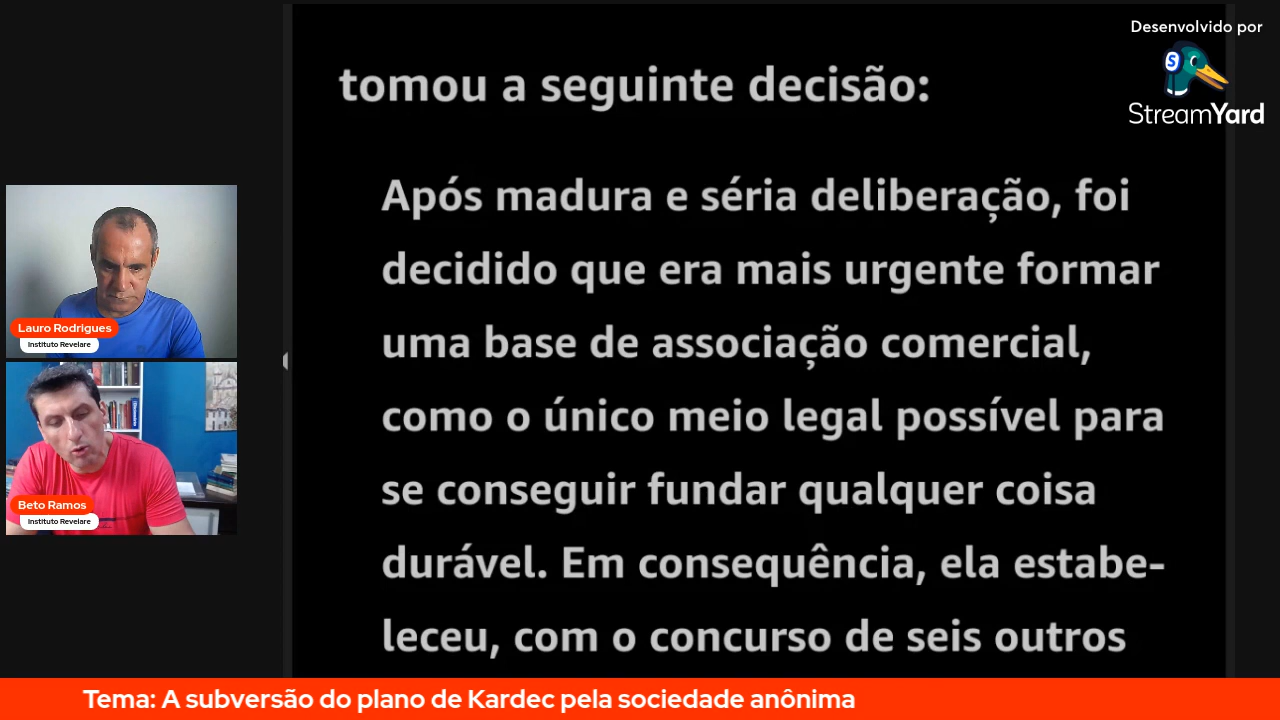 Desenvolvido por
StreamYard
tomou a seguinte decisão:
Após madura e séria deliberação, foi
decidido que era mais urgente formar
uma base de associação comercial,
como o único meio legal possível para
se conseguir fundar qualquer coisa
durável. Em consequência, ela estabe-
leceu, com o concurso de seis outros
Lauro Rodrigues
Instituto Revelare
Beto Ramos
Instituto Revelare
Tema: A subversão do plano de Kardec pela sociedade anônima